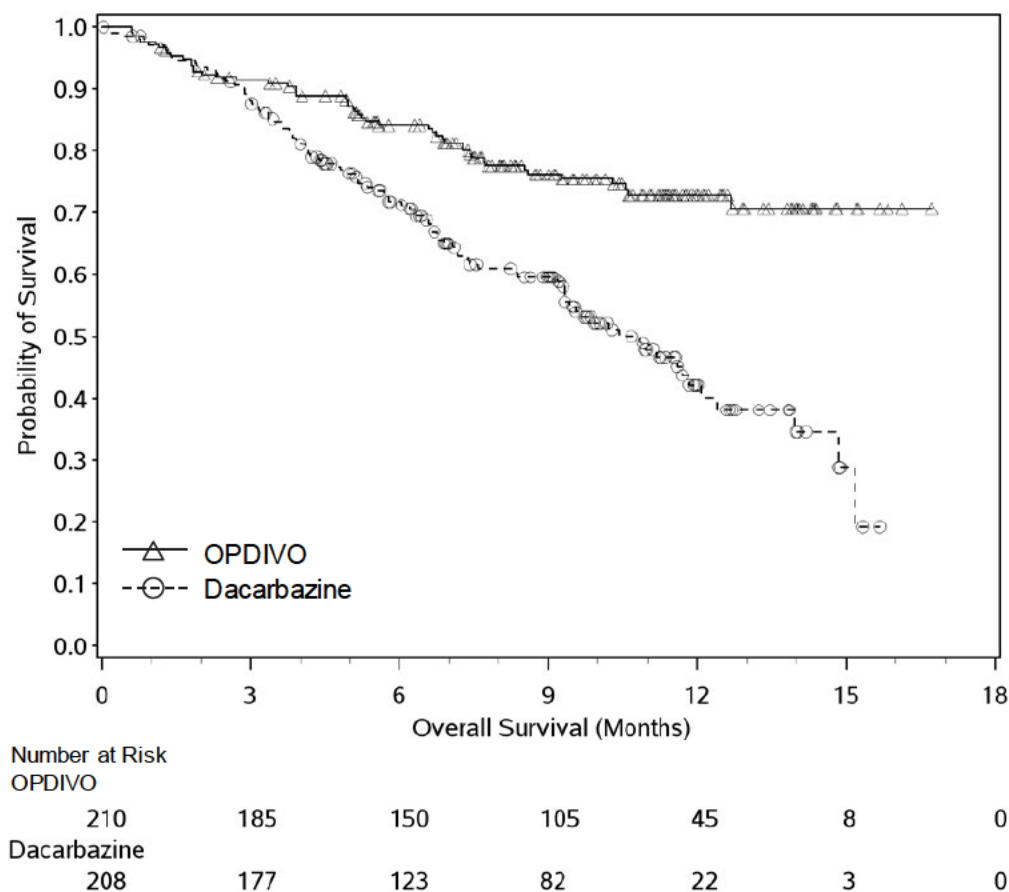 1.0
0.9
0.8
0.7
0.6
0.5
0.4
0.3
0.2
0.1
0.0
Probability of Survival
OPDIVO
Dacarbazine
0 3 6 9 12 15 18
Overall Survival (Months)
Number at Risk
OPDIVO
210 185 150 105 45 8 0
Dacarbazine
208 177 123 82 22 3 0